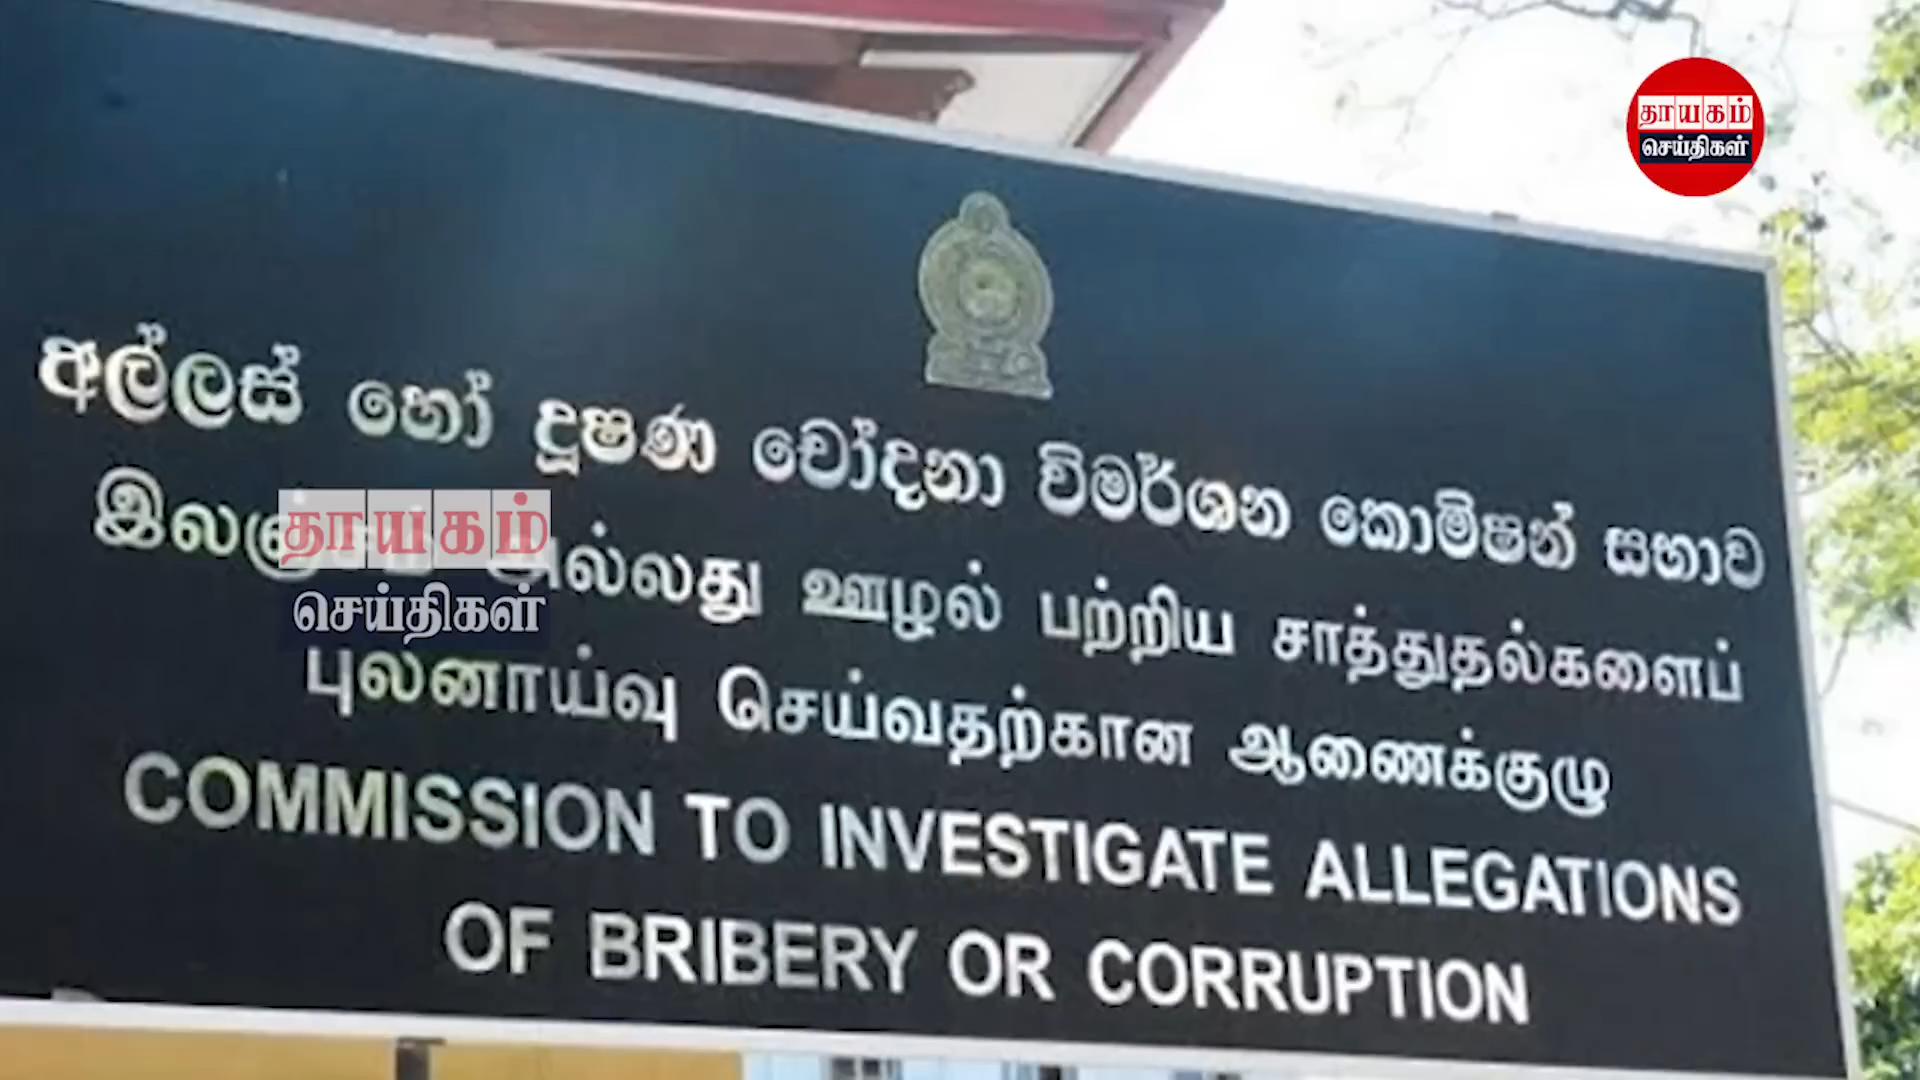 தாயகம்
செய்திகள்
අල්ලස් හෝ දූෂණ චෝදනා විමර්ශන කොමිෂන් සභාව
அல்லது ஊழல் பற்றிய சாத்துதல்களைப்
தாயகம்
செய்திகள்
புலனாய்வு செய்வதற்கான ஆணைக்குழு
COMMISSION TO INVESTIGATE ALLEGATIONS
OF BRIBERY OR CORRUPTION